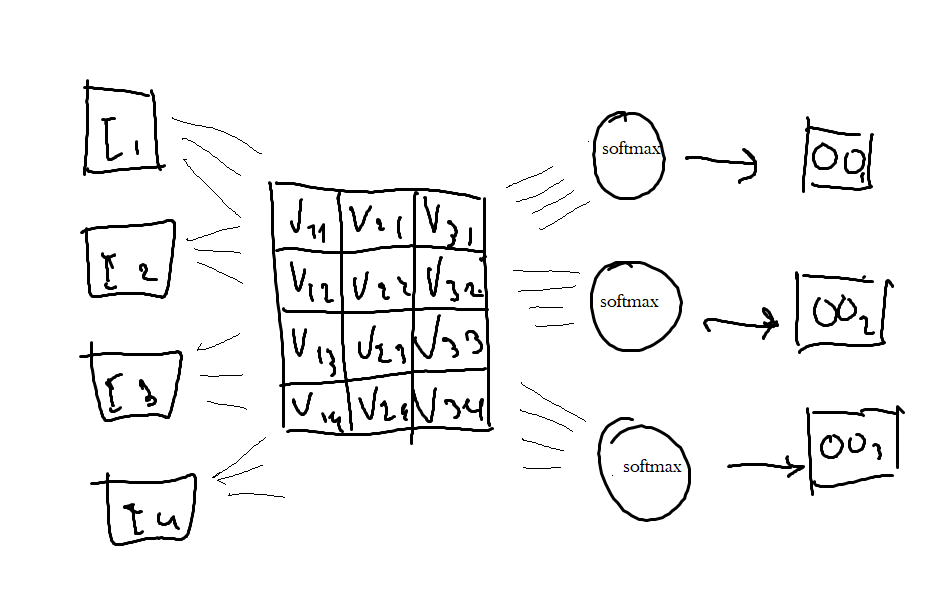 I1
I2
I3
I4
V11 V21 V31
V12 V22 V32
V13 V23 V33
V14 V24 V34
softmax
OO1
softmax
OO2
softmax
OO3